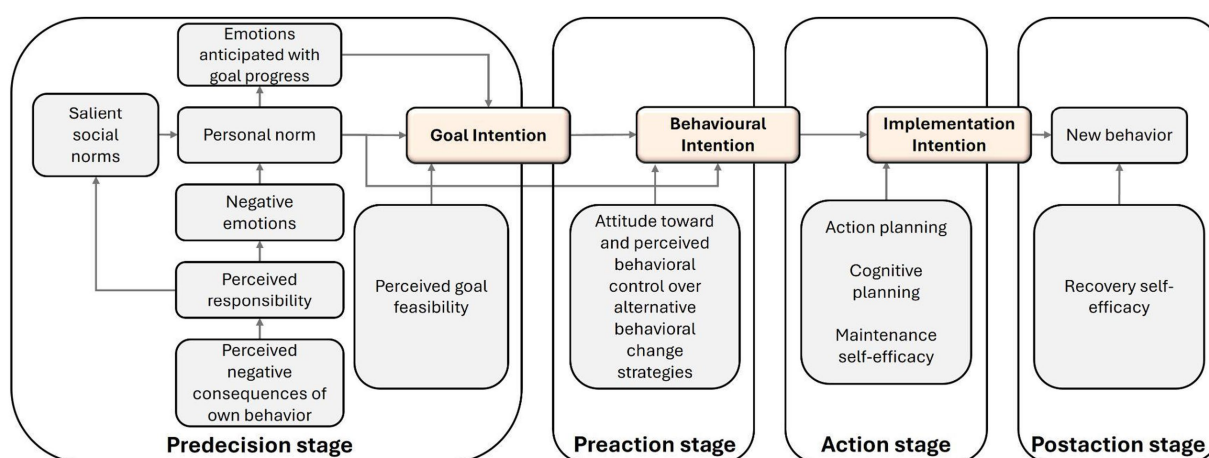 Emotions
anticipated with
goal progress
Salient
social
norms
Personal norm
Goal Intention
Behavioural
Intention
Implementation
Intention
New behavior
Negative
emotions
Perceived
responsibility
Perceived
negative
consequences of
own behavior
Perceived goal
feasibility
Attitude toward
and perceived
behavioral
control over
alternative
behavioral
change
strategies
Action planning
Cognitive
planning
Maintenance
self-efficacy
Recovery self-
efficacy
Predecision stage
Preaction stage
Action stage
Postaction stage